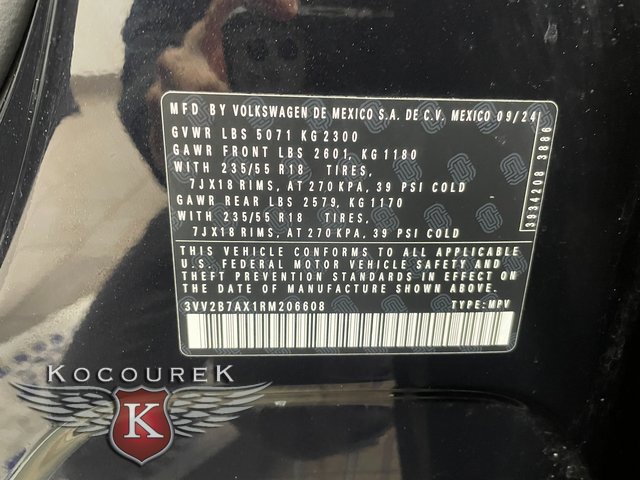 MFD BY VOLKSWAGEN DE MEXICO S.A. DE C.V. MEXICO 09/24
GVWR LBS 5071 KG 2300
GAWR FRONT LBS 2601, KG 1180
WITH 235/55 R18 TIRES,
7JX18 RIMS, AT 270 KPA, 39 PSI COLD
GAWR REAR LBS 2579, KG 1170
WITH 235/55 R18 TIRES,
7JX18 RIMS, AT 270 KPA, 39 PSI COLD
THIS VEHICLE CONFORMS TO ALL APPLICABLE
U.S. FEDERAL MOTOR VEHICLE SAFETY AND
THEFT PREVENTION STANDARDS IN EFFECT ON
THE DATE OF MANUFACTURE SHOWN ABOVE.
3VV2B7AX1RM206608 TYPE: MPV
3934208 3886
KOCOUREK
K